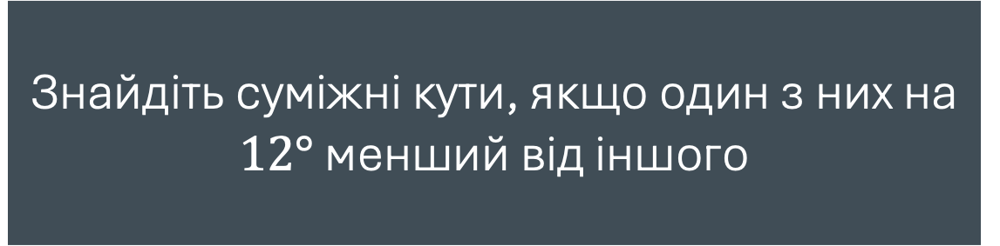 Знайдіть суміжні кути, якщо один з них на
12° менший від іншого